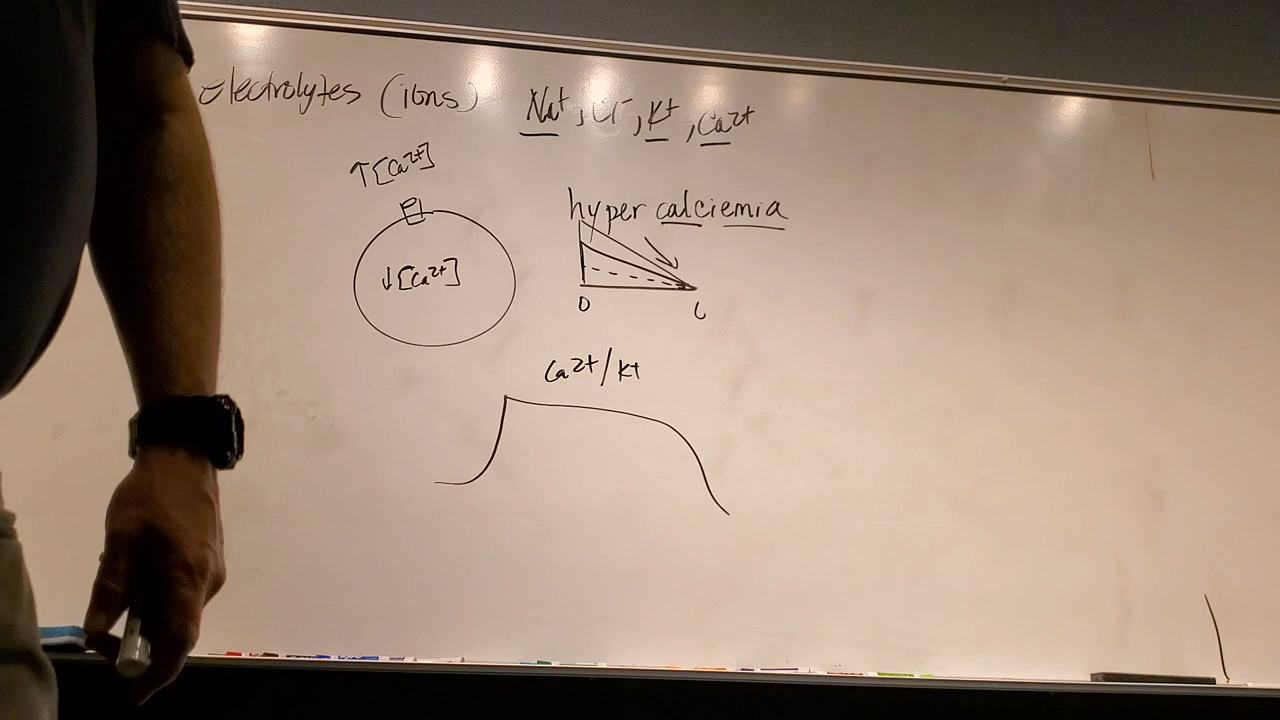 electrolytes (ions) Na⁺, Cl⁻, K⁺, Ca²⁺
↑[Ca²⁺]
↓[Ca²⁺]
hyper calciemia
0
Ca²⁺/K⁺